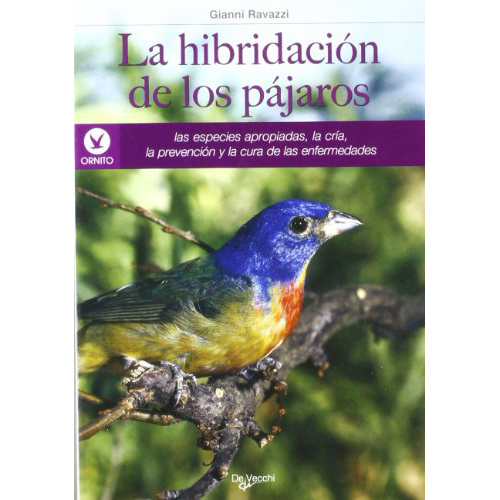 Gianni Ravazzi
La hibridación
de los pájaros
ORNITO
las especies apropiadas, la cría,
la prevención y la cura de las enfermedades
De Vecchi